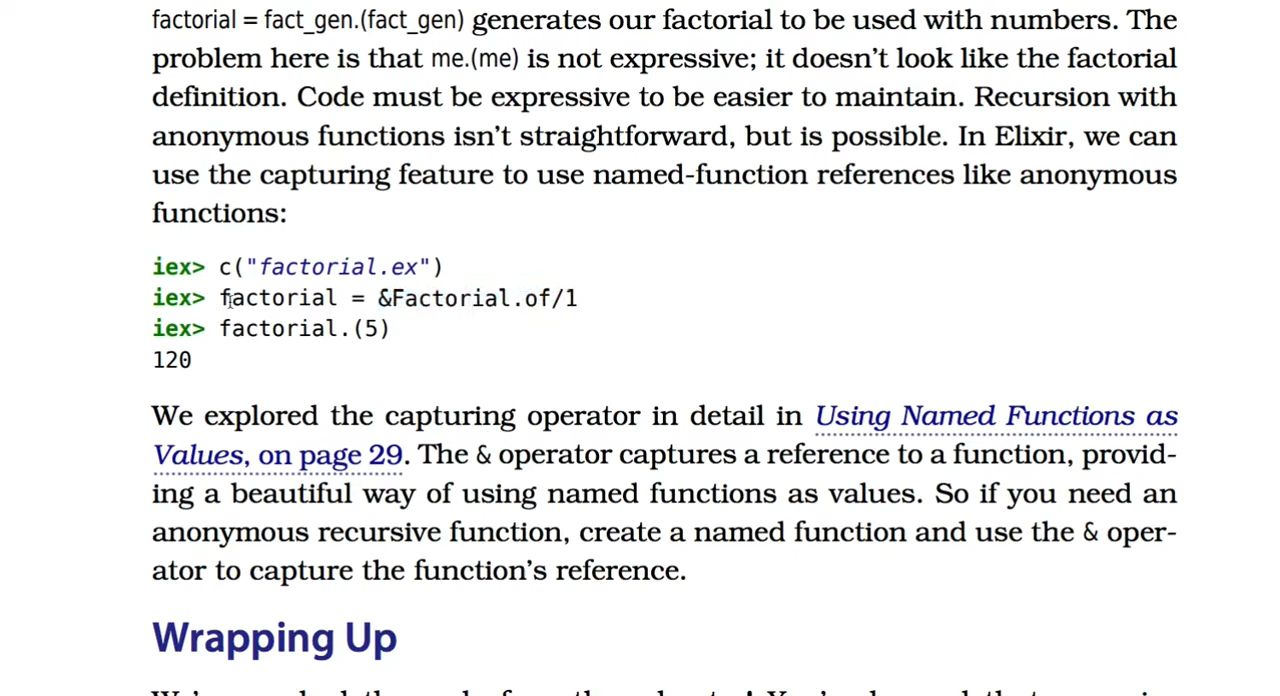 factorial = fact_gen.(fact_gen) generates our factorial to be used with numbers. The
problem here is that me.(me) is not expressive; it doesn't look like the factorial
definition. Code must be expressive to be easier to maintain. Recursion with
anonymous functions isn't straightforward, but is possible. In Elixir, we can
use the capturing feature to use named-function references like anonymous
functions:
iex> c("factorial.ex")
iex> factorial = &Factorial.of/1
iex> factorial.(5)
120
We explored the capturing operator in detail in Using Named Functions as
Values, on page 29. The & operator captures a reference to a function, provid-
ing a beautiful way of using named functions as values. So if you need an
anonymous recursive function, create a named function and use the & oper-
ator to capture the function's reference.
Wrapping Up